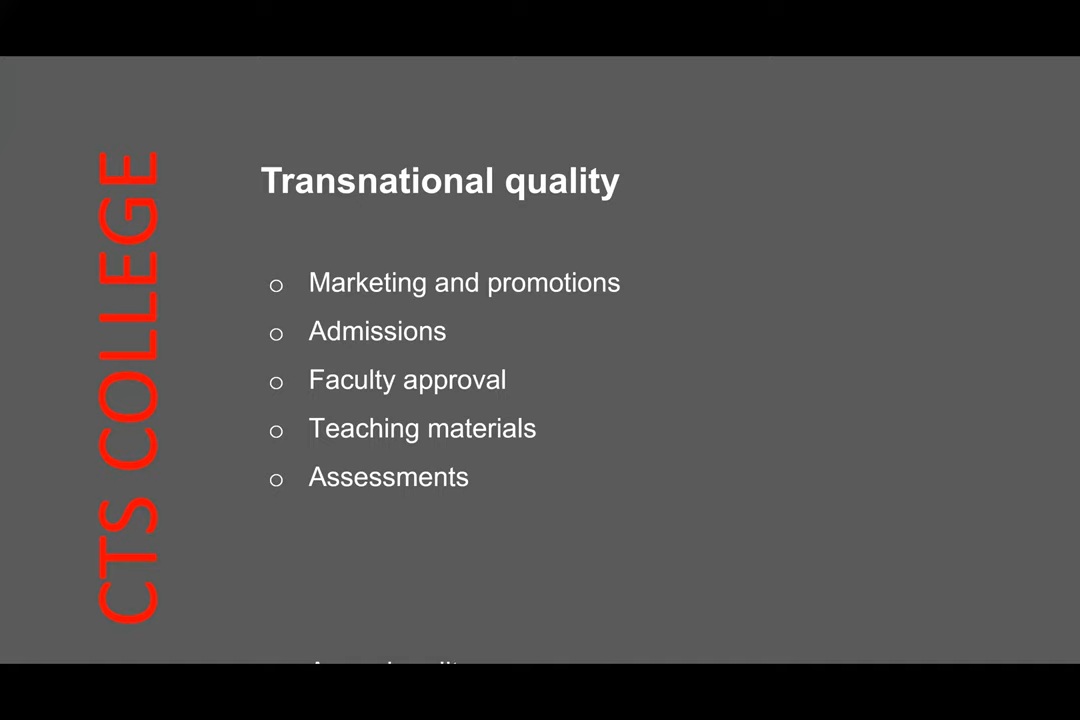 CTS COLLEGE
Transnational quality
o Marketing and promotions
o Admissions
o Faculty approval
o Teaching materials
o Assessments